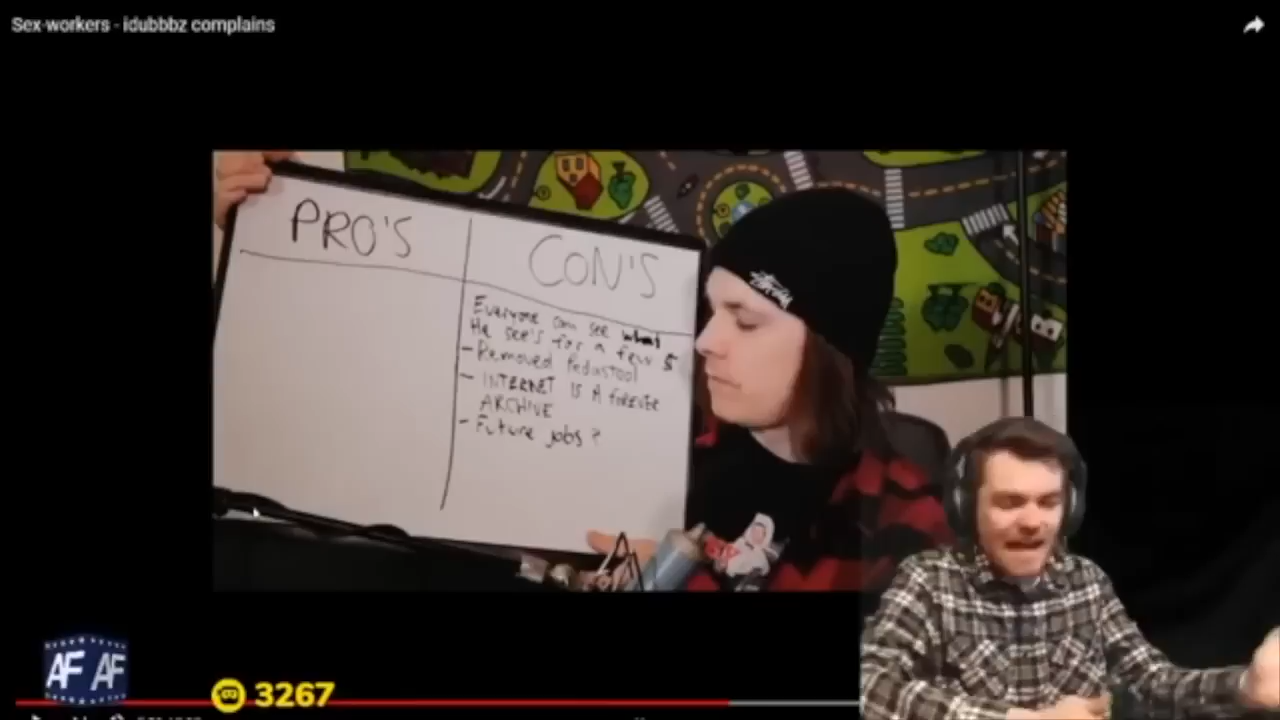 Sex workers - idubbbz complains
PRO'S
CON'S
Everyone can see what
He see's for a few $
- Removed Pedastool
- INTERNET IS A FOREVER
ARCHIVE
- Future jobs?
AF AF
3267